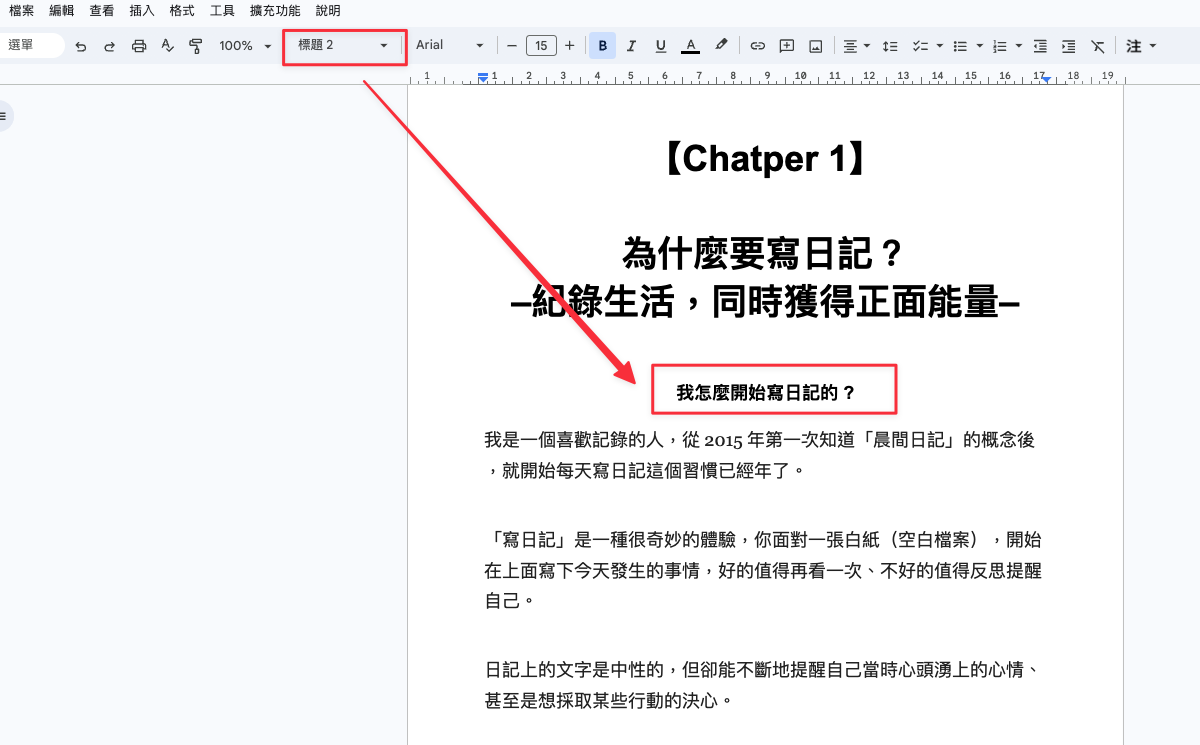 檔案 編輯 查看 插入 格式 工具 擴充功能 說明
選單 100% 標題 2 Arial 15 B I U A 注
1 1 2 3 4 5 6 7 8 9 10 11 12 13 14 15 16 17 18 19
【Chatper 1】
為什麼要寫日記？
–紀錄生活，同時獲得正面能量–
我怎麼開始寫日記的？
我是一個喜歡記錄的人，從 2015 年第一次知道「晨間日記」的概念後
，就開始每天寫日記這個習慣已經年了。
「寫日記」是一種很奇妙的體驗，你面對一張白紙（空白檔案），開始
在上面寫下今天發生的事情，好的值得再看一次、不好的值得反思提醒
自己。
日記上的文字是中性的，但卻能不斷地提醒自己當時心頭湧上的心情、
甚至是想採取某些行動的決心。